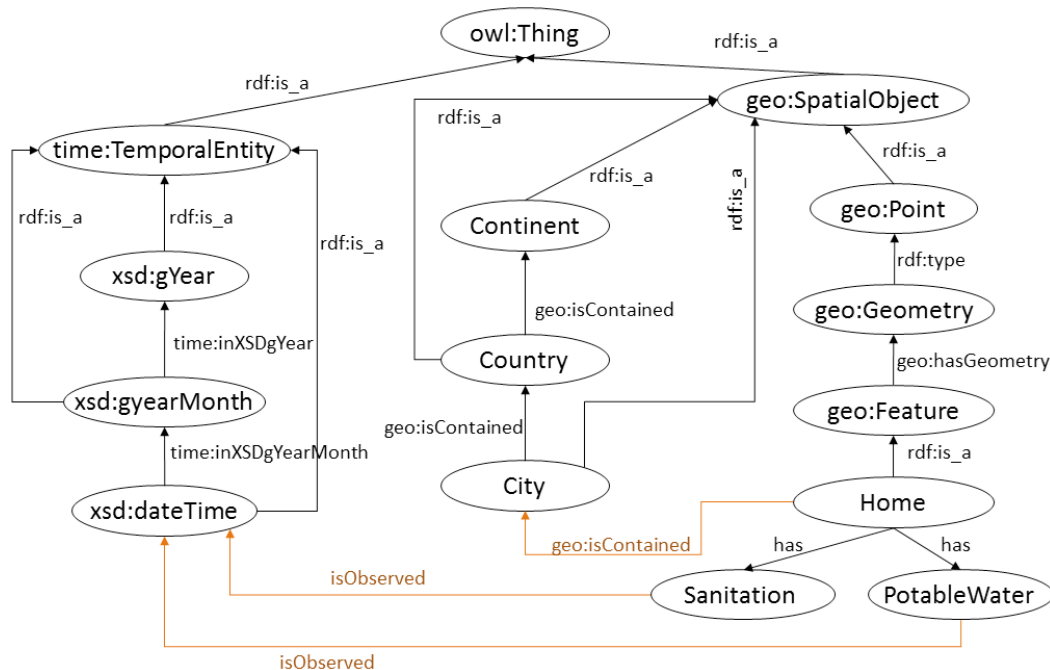 owl:Thing
rdf:is_a
rdf:is_a
geo:SpatialObject
rdf:is_a
time:TemporalEntity
rdf:is_a
rdf:is_a
rdf:is_a
rdf:is_a
rdf:is_a
rdf:is_a
Continent
geo:Point
rdf:is_a
xsd:gYear
rdf:type
geo:isContained
geo:Geometry
time:inXSDgYear
Country
geo:hasGeometry
xsd:gyearMonth
geo:Feature
geo:isContained
time:inXSDgYearMonth
rdf:is_a
City
Home
xsd:dateTime
geo:isContained
has
has
isObserved
Sanitation
PotableWater
isObserved